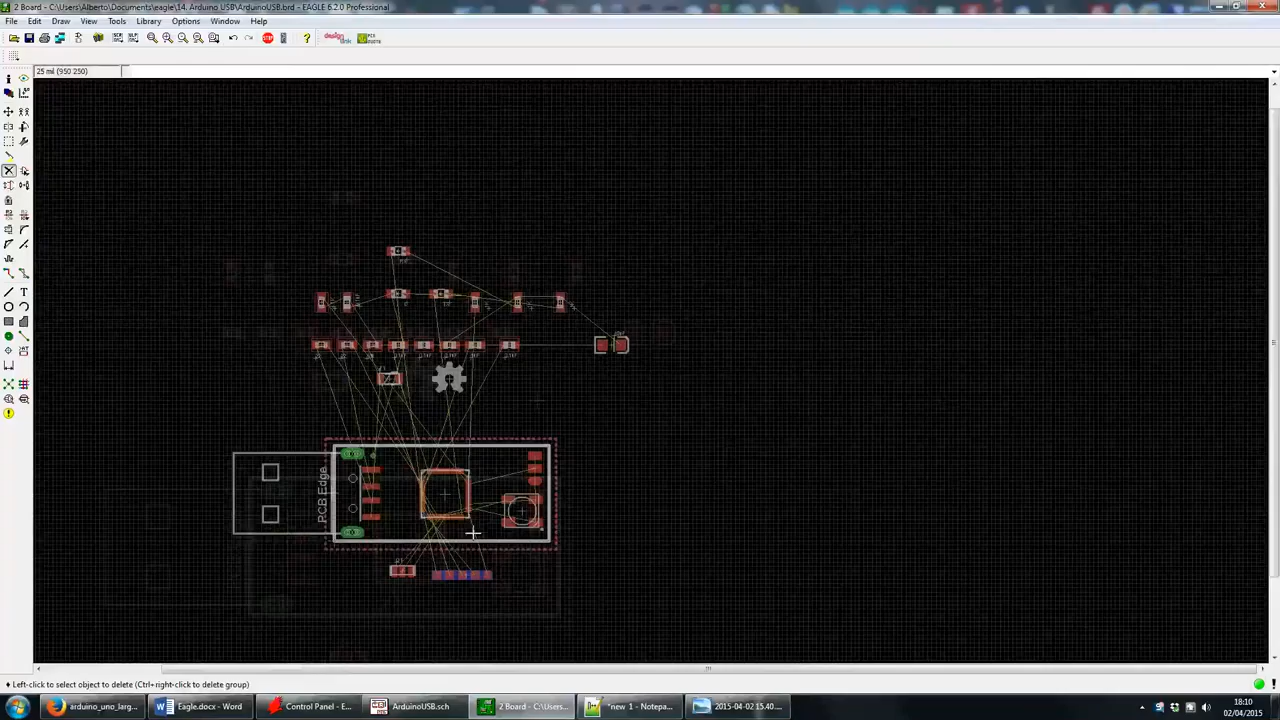 2 Board - C:\Users\Alberto\Documents\eagle\14. Arduino USB\ArduinoUSB.brd - EAGLE 6.2.0 Professional
File Edit Draw View Tools Library Options Window Help
25 mil (950 250)
PCB Edge
Left-click to select object to delete (Ctrl+right-click to delete group)
arduino_uno_larg...
Eagle.docx - Word
Control Panel - E...
ArduinoUSB.sch
2 Board - C:\Users...
*new 1 - Notepa...
2015-04-02 15.40....
18:10
02/04/2015